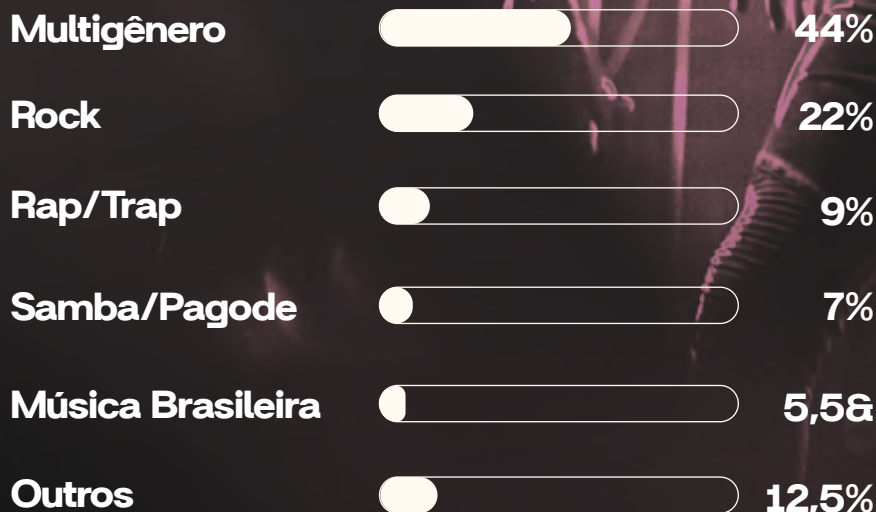 Multigênero 44%
Rock 22%
Rap/Trap 9%
Samba/Pagode 7%
Música Brasileira 5,5&
Outros 12,5%